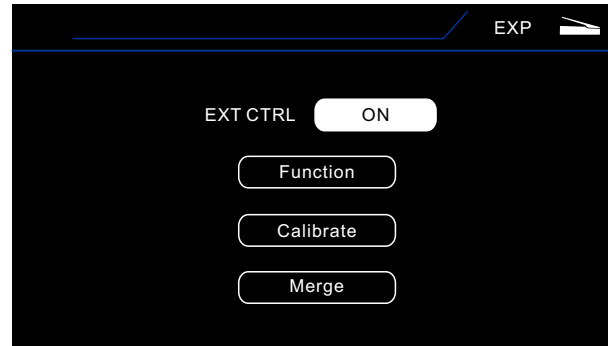 EXP
EXT CTRL ON
Function
Calibrate
Merge